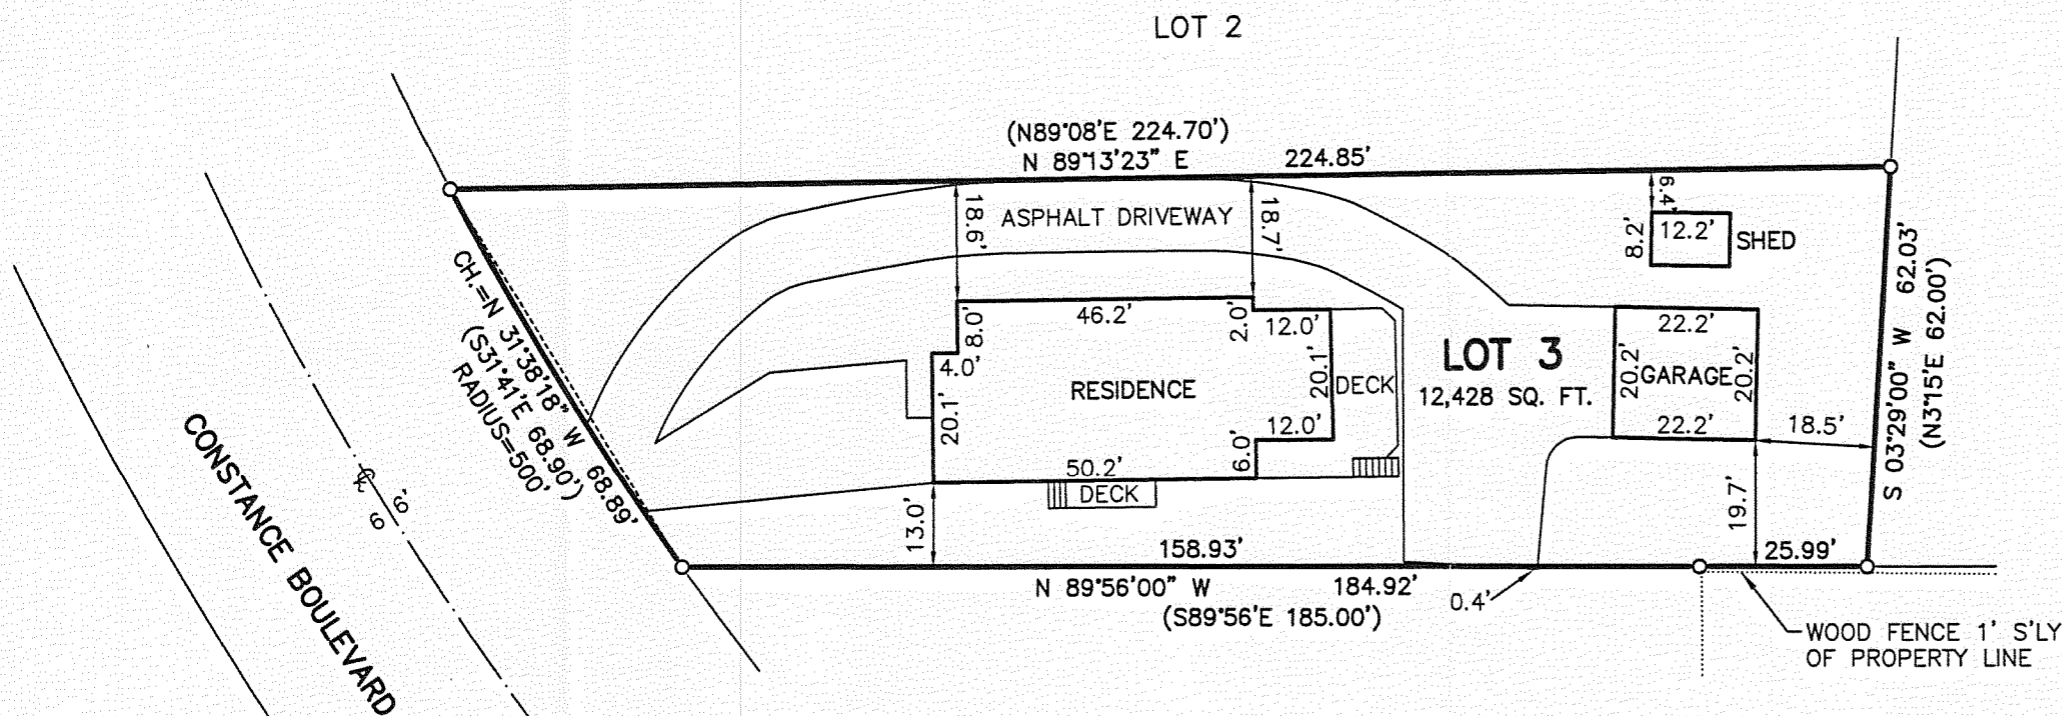 LOT 2
(N89°08'E 224.70')
N 89°13'23" E 224.85'
18.6'
ASPHALT DRIVEWAY
18.7'
6.4'
8.2'
12.2'
SHED
CH.=N 31°38'18" W 68.89'
(S31°41'E 68.90')
RADIUS=500'
S 03°29'00" W 62.03'
(N3°15'E 62.00')
46.2'
8.0'
2.0'
12.0'
4.0'
20.1'
RESIDENCE
20.1'
DECK
12.0'
6.0'
50.2'
DECK
13.0'
LOT 3
12,428 SQ. FT.
22.2'
20.2'
GARAGE
20.2'
22.2'
18.5'
19.7'
CONSTANCE BOULEVARD
66'
158.93'
25.99'
N 89°56'00" W 184.92'
(S89°56'E 185.00')
0.4'
WOOD FENCE 1' S'LY
OF PROPERTY LINE